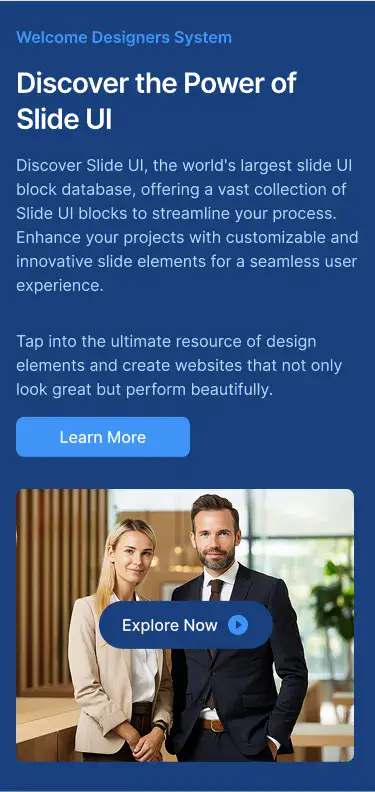 Welcome Designers System
Discover the Power of
Slide UI
Discover Slide UI, the world's largest slide UI
block database, offering a vast collection of
Slide UI blocks to streamline your process.
Enhance your projects with customizable and
innovative slide elements for a seamless user
experience.
Tap into the ultimate resource of design
elements and create websites that not only
look great but perform beautifully.
Learn More
Explore Now